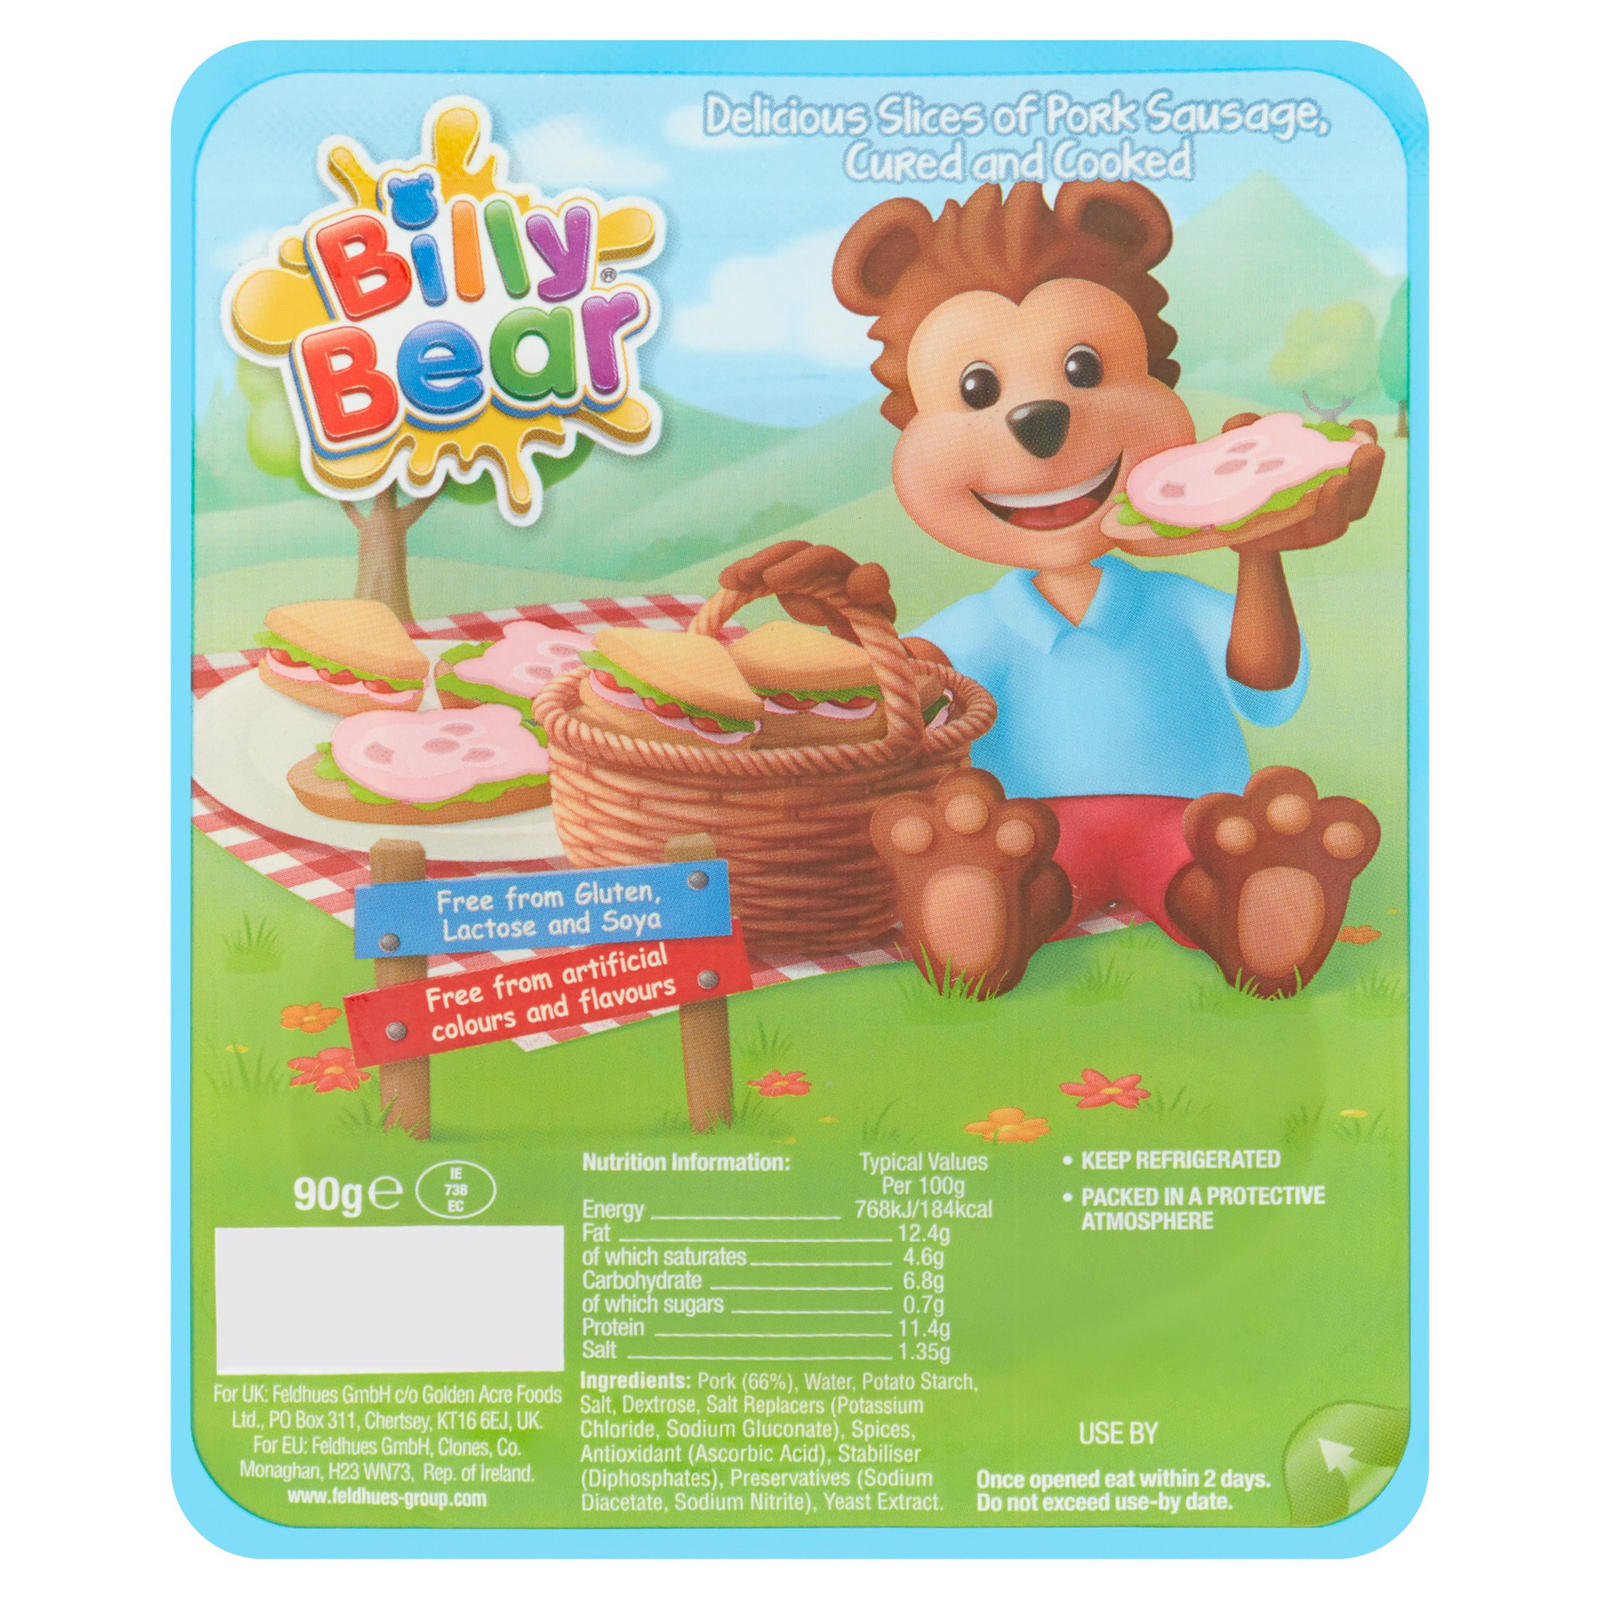 Delicious Slices of Pork Sausage,
Cured and Cooked
Billy
Bear®
Free from Gluten,
Lactose and Soya
Free from artificial
colours and flavours
90g℮
IE
738
EC
For UK: Feldhues GmbH c/o Golden Acre Foods
Ltd., PO Box 311, Chertsey, KT16 6EJ, UK.
For EU: Feldhues GmbH, Clones, Co.
Monaghan, H23 WN73, Rep. of Ireland.
www.feldhues-group.com
Nutrition Information: Typical Values
Per 100g
Energy 768kJ/184kcal
Fat 12.4g
of which saturates 4.6g
Carbohydrate 6.8g
of which sugars 0.7g
Protein 11.4g
Salt 1.35g
Ingredients: Pork (66%), Water, Potato Starch,
Salt, Dextrose, Salt Replacers (Potassium
Chloride, Sodium Gluconate), Spices,
Antioxidant (Ascorbic Acid), Stabiliser
(Diphosphates), Preservatives (Sodium
Diacetate, Sodium Nitrite), Yeast Extract.
• KEEP REFRIGERATED
• PACKED IN A PROTECTIVE
ATMOSPHERE
USE BY
Once opened eat within 2 days.
Do not exceed use-by date.